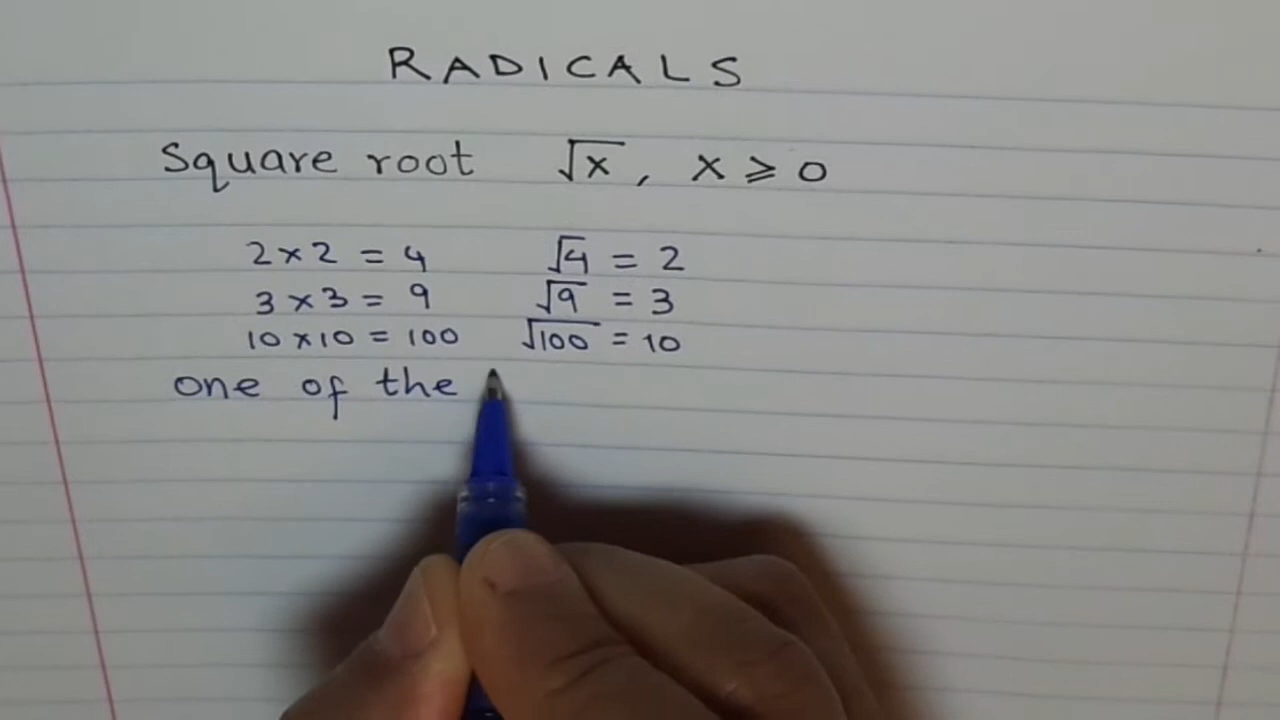 RADICALS
Square root √x, x ⩾ 0
2×2 = 4 √4 = 2
3×3 = 9 √9 = 3
10×10 = 100 √100 = 10
one of the